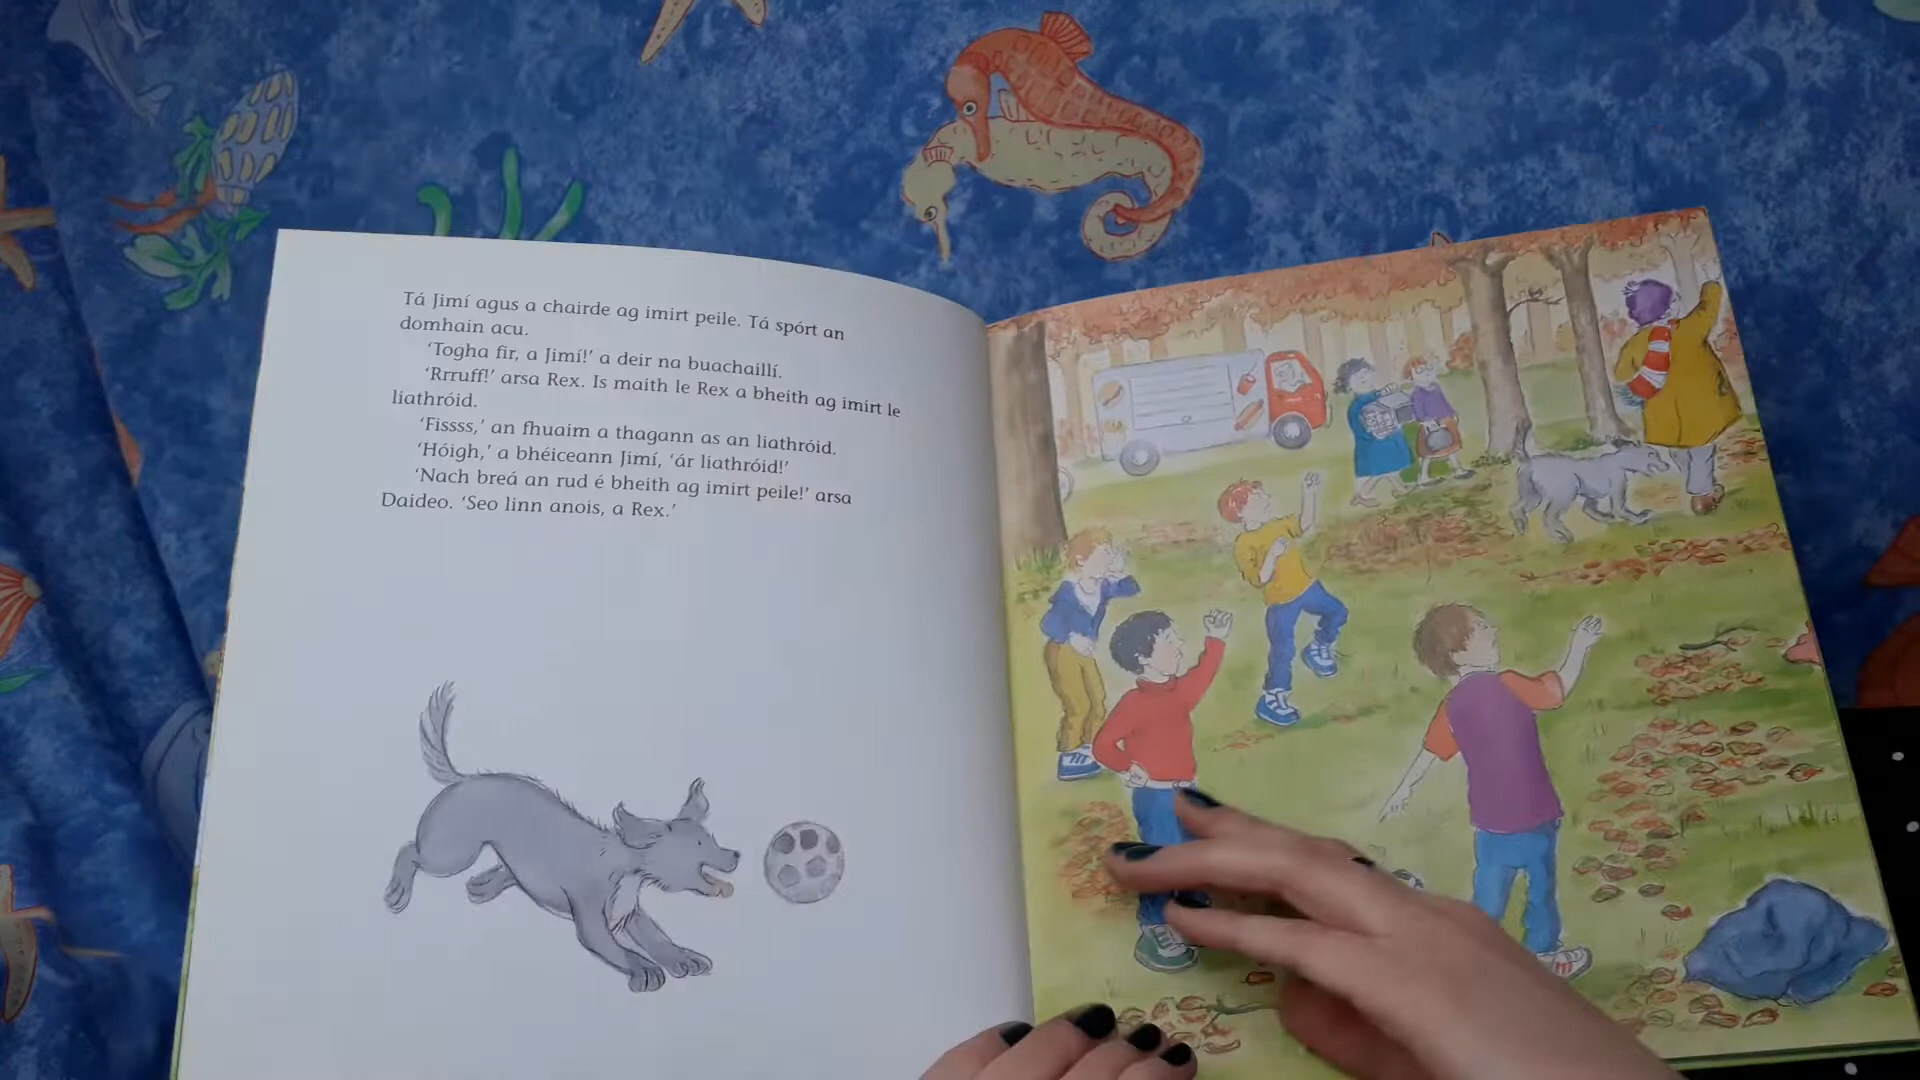 Tá Jimí agus a chairde ag imirt peile. Tá spórt an
domhain acu.
‘Togha fir, a Jimí!’ a deir na buachaillí.
‘Rrruff!’ arsa Rex. Is maith le Rex a bheith ag imirt le
liathróid.
‘Fissss,’ an fhuaim a thagann as an liathróid.
‘Hóigh,’ a bhéiceann Jimí, ‘ár liathróid!’
‘Nach breá an rud é bheith ag imirt peile!’ arsa
Daideo. ‘Seo linn anois, a Rex.’